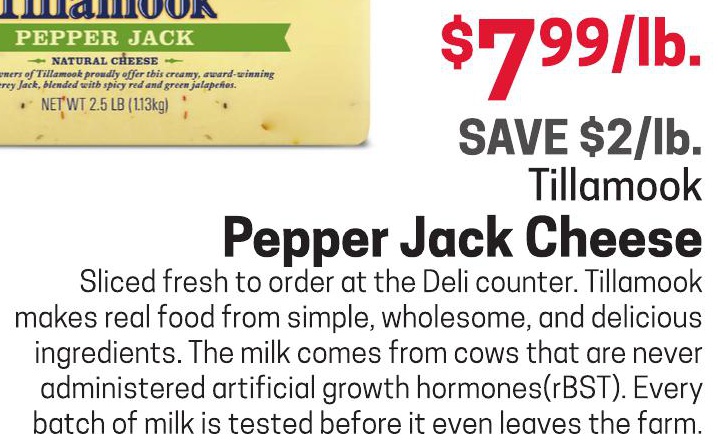 Tillamook
PEPPER JACK
NATURAL CHEESE
of Tillamook proudly offer this creamy, award-winning
Jack, blended with spicy red and green jalapeños.
NET WT 2.5 LB (1.13kg)
$7.99/lb.
SAVE $2/lb.
Tillamook
Pepper Jack Cheese
Sliced fresh to order at the Deli counter. Tillamook
makes real food from simple, wholesome, and delicious
ingredients. The milk comes from cows that are never
administered artificial growth hormones(rBST). Every
batch of milk is tested before it even leaves the farm.